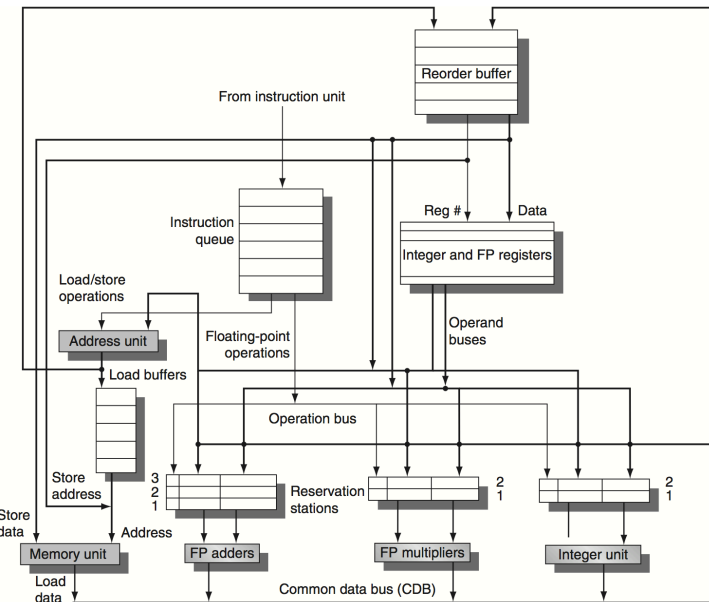 Reorder buffer
From instruction unit
Reg #
Data
Instruction
queue
Integer and FP registers
Load/store
operations
Operand
buses
Floating-point
operations
Address unit
Load buffers
Operation bus
Store
address
3
2
1
Reservation
stations
2
1
2
1
Store
data
Address
Memory unit
FP adders
FP multipliers
Integer unit
Load
data
Common data bus (CDB)